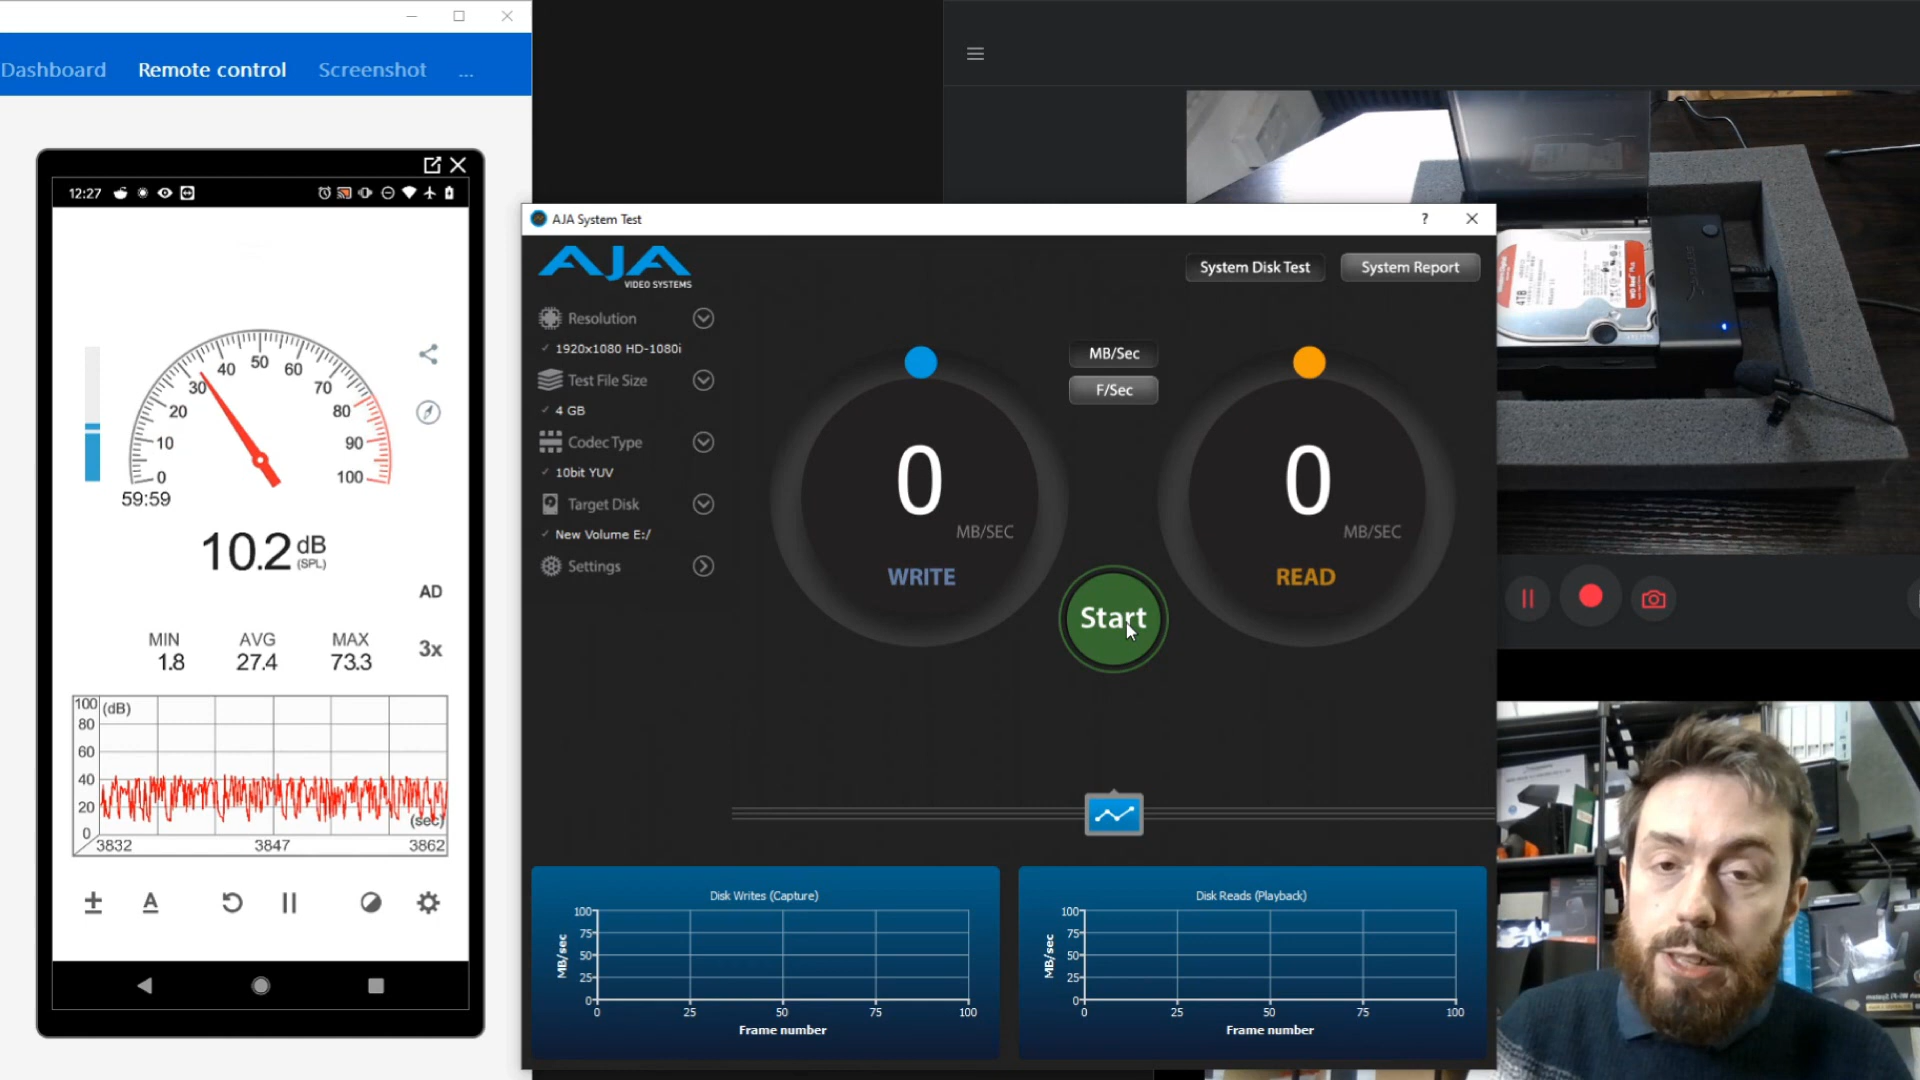 Dashboard Remote control Screenshot ...
12:27
0 10 20 30 40 50 60 70 80 90 100
59:59
10.2 dB
(SPL)
AD
MIN AVG MAX
1.8 27.4 73.3
3x
100 (dB)
80
60
40
20
0
(sec)
3832 3847 3862
A
AJA System Test
?
AJA
VIDEO SYSTEMS
System Disk Test System Report
Resolution
1920x1080 HD-1080i
Test File Size
4 GB
Codec Type
10bit YUV
Target Disk
New Volume E:/
Settings
MB/Sec
F/Sec
0
MB/SEC
WRITE
0
MB/SEC
READ
Start
Disk Writes (Capture)
MB/sec
100
75
50
25
0
0 25 50 75 100
Frame number
Disk Reads (Playback)
MB/sec
100
75
50
25
0
0 25 50 75 100
Frame number
4TB
WD Red Plus